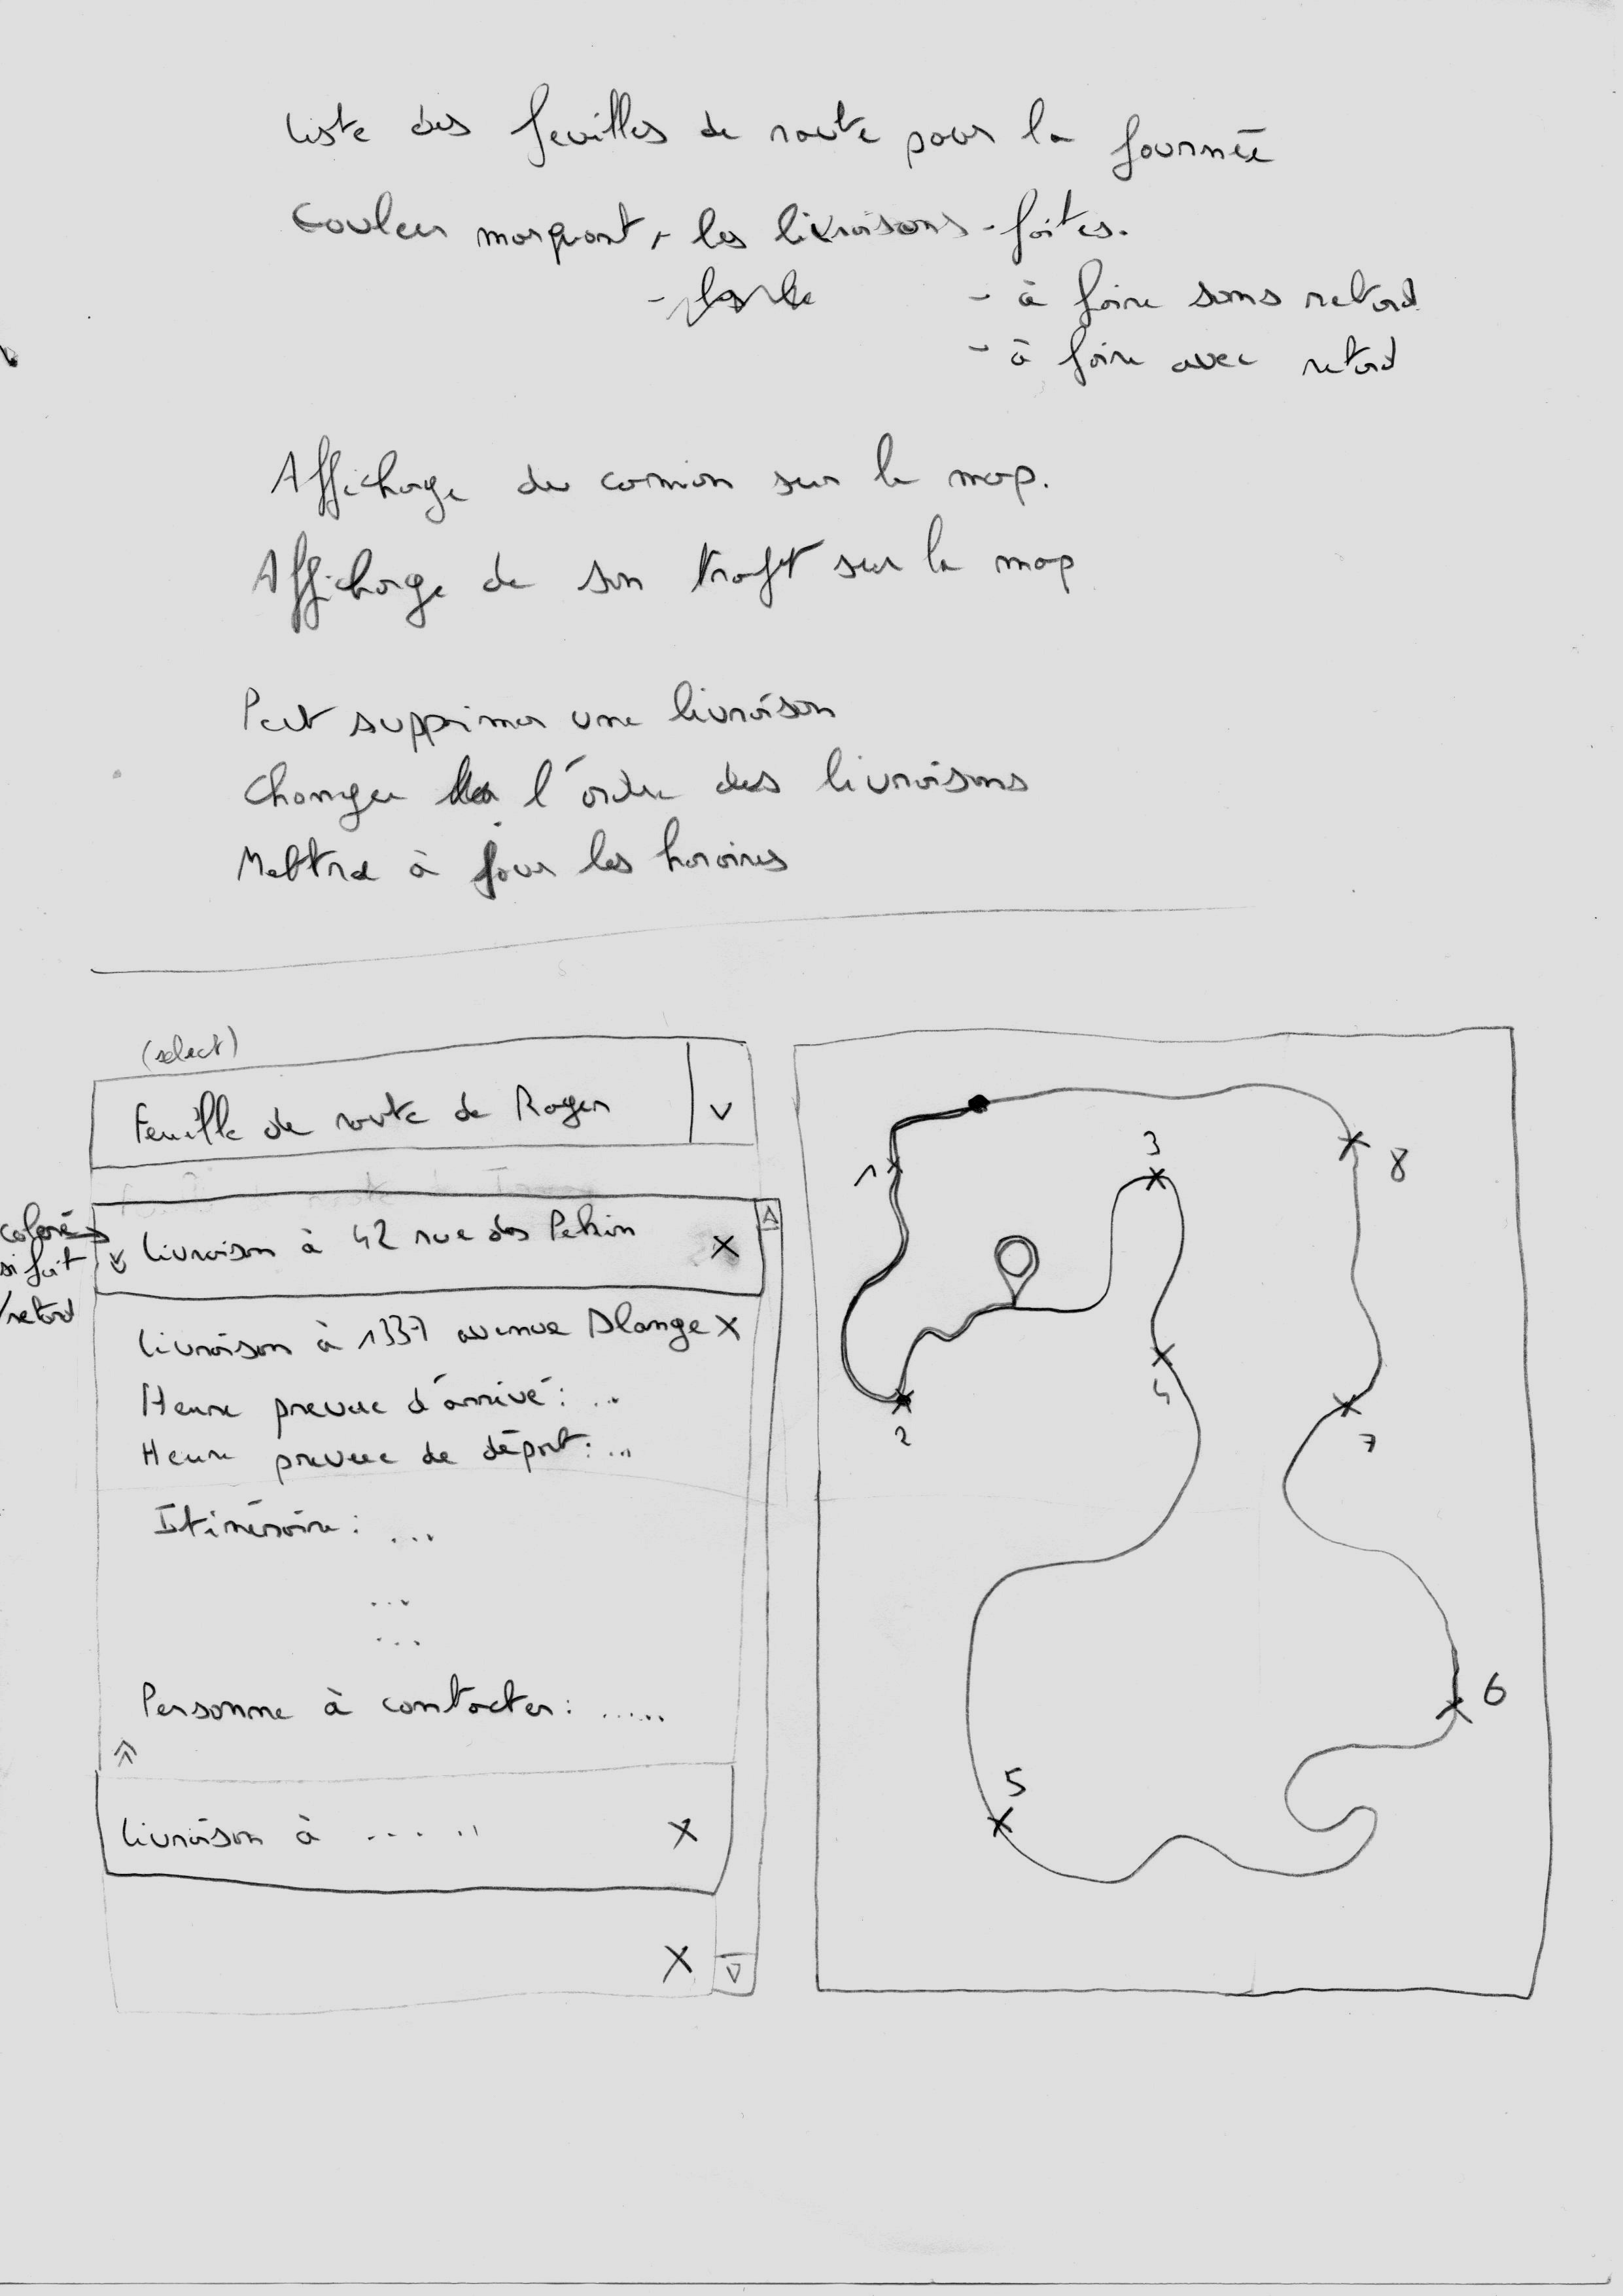 Liste des feuilles de route pour la journée
Couleur marquant les livraisons - faites.
- à faire sans retard
- à faire avec retard
Affichage du camion sur la map.
Affichage de son trajet sur la map
Peut supprimer une livraison
Changer l'ordre des livraisons
Mettre à jour les horaires
(select)
Feuille de route de Roger
V
coloré
si fait
/retard
Livraison à 42 rue des Pekin X
Livraison à 1337 avenue Dlange X
Heure prevue d'arrivé : ...
Heure prevue de départ : ...
Itinéraire : ...
...
...
Personne à contacter : .....
Livraison à ...... X
X
1
2
3
4
5
6
7
8